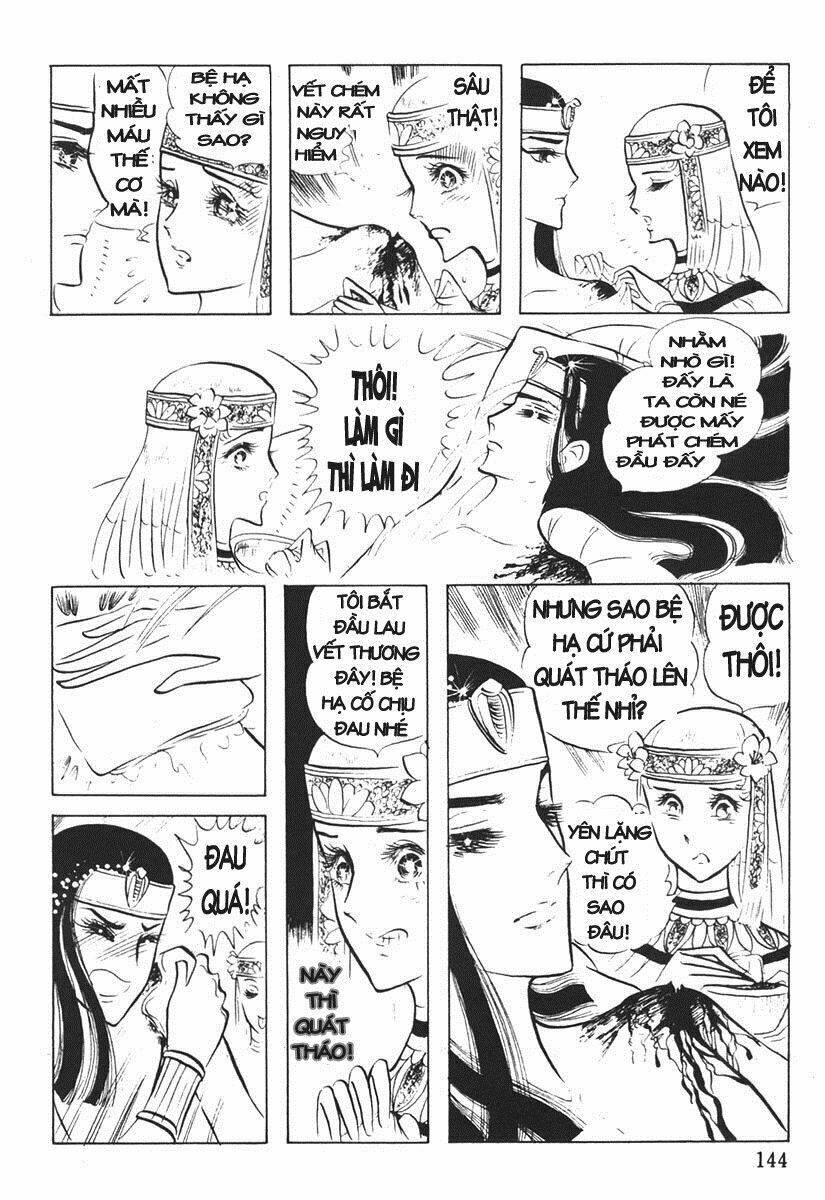 ĐỂ
TÔI
XEM
NÀO!
SÂU
THẬT!
VẾT CHÉM
NÀY RẤT
NGUY
HIỂM
BỆ HẠ
KHÔNG
THẤY GÌ
SAO?
MẤT
NHIỀU
MÁU
THẾ
CƠ
MÀ!
NHẰM
NHÒ GÌ!
ĐẤY LÀ
TA CÒN NÉ
ĐƯỢC MẤY
PHÁT CHÉM
ĐẦU ĐẤY
THÔI!
LÀM GÌ
THÌ LÀM ĐI
ĐƯỢC
THÔI!
NHƯNG SAO BỆ
HẠ CỨ PHẢI
QUÁT THÁO LÊN
THẾ NHỈ?
YÊN LẶNG
CHÚT
THÌ CÓ
SAO
ĐÂU!
TÔI BẮT
ĐẦU LAU
VẾT THƯƠNG
ĐÂY! BỆ
HẠ CỐ CHỊU
ĐAU NHÉ
NÀY
THÌ
QUÁT
THÁO!
ĐAU
QUÁ!
144